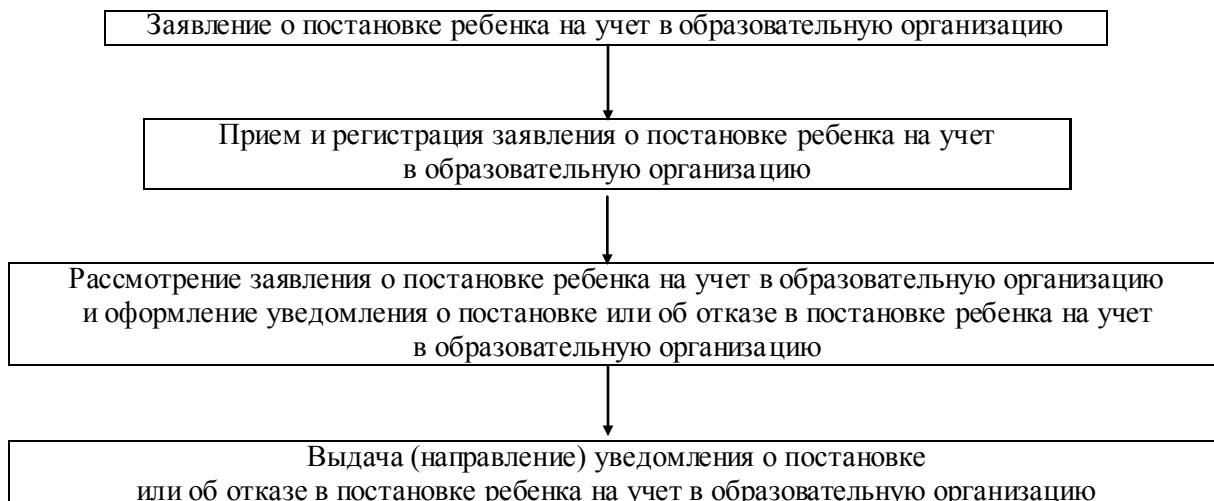 Заявление о постановке ребенка на учет в образовательную организацию
Прием и регистрация заявления о постановке ребенка на учет
в образовательную организацию
Рассмотрение заявления о постановке ребенка на учет в образовательную организацию
и оформление уведомления о постановке или об отказе в постановке ребенка на учет
в образовательную организацию
Выдача (направление) уведомления о постановке
или об отказе в постановке ребенка на учет в образовательную организацию